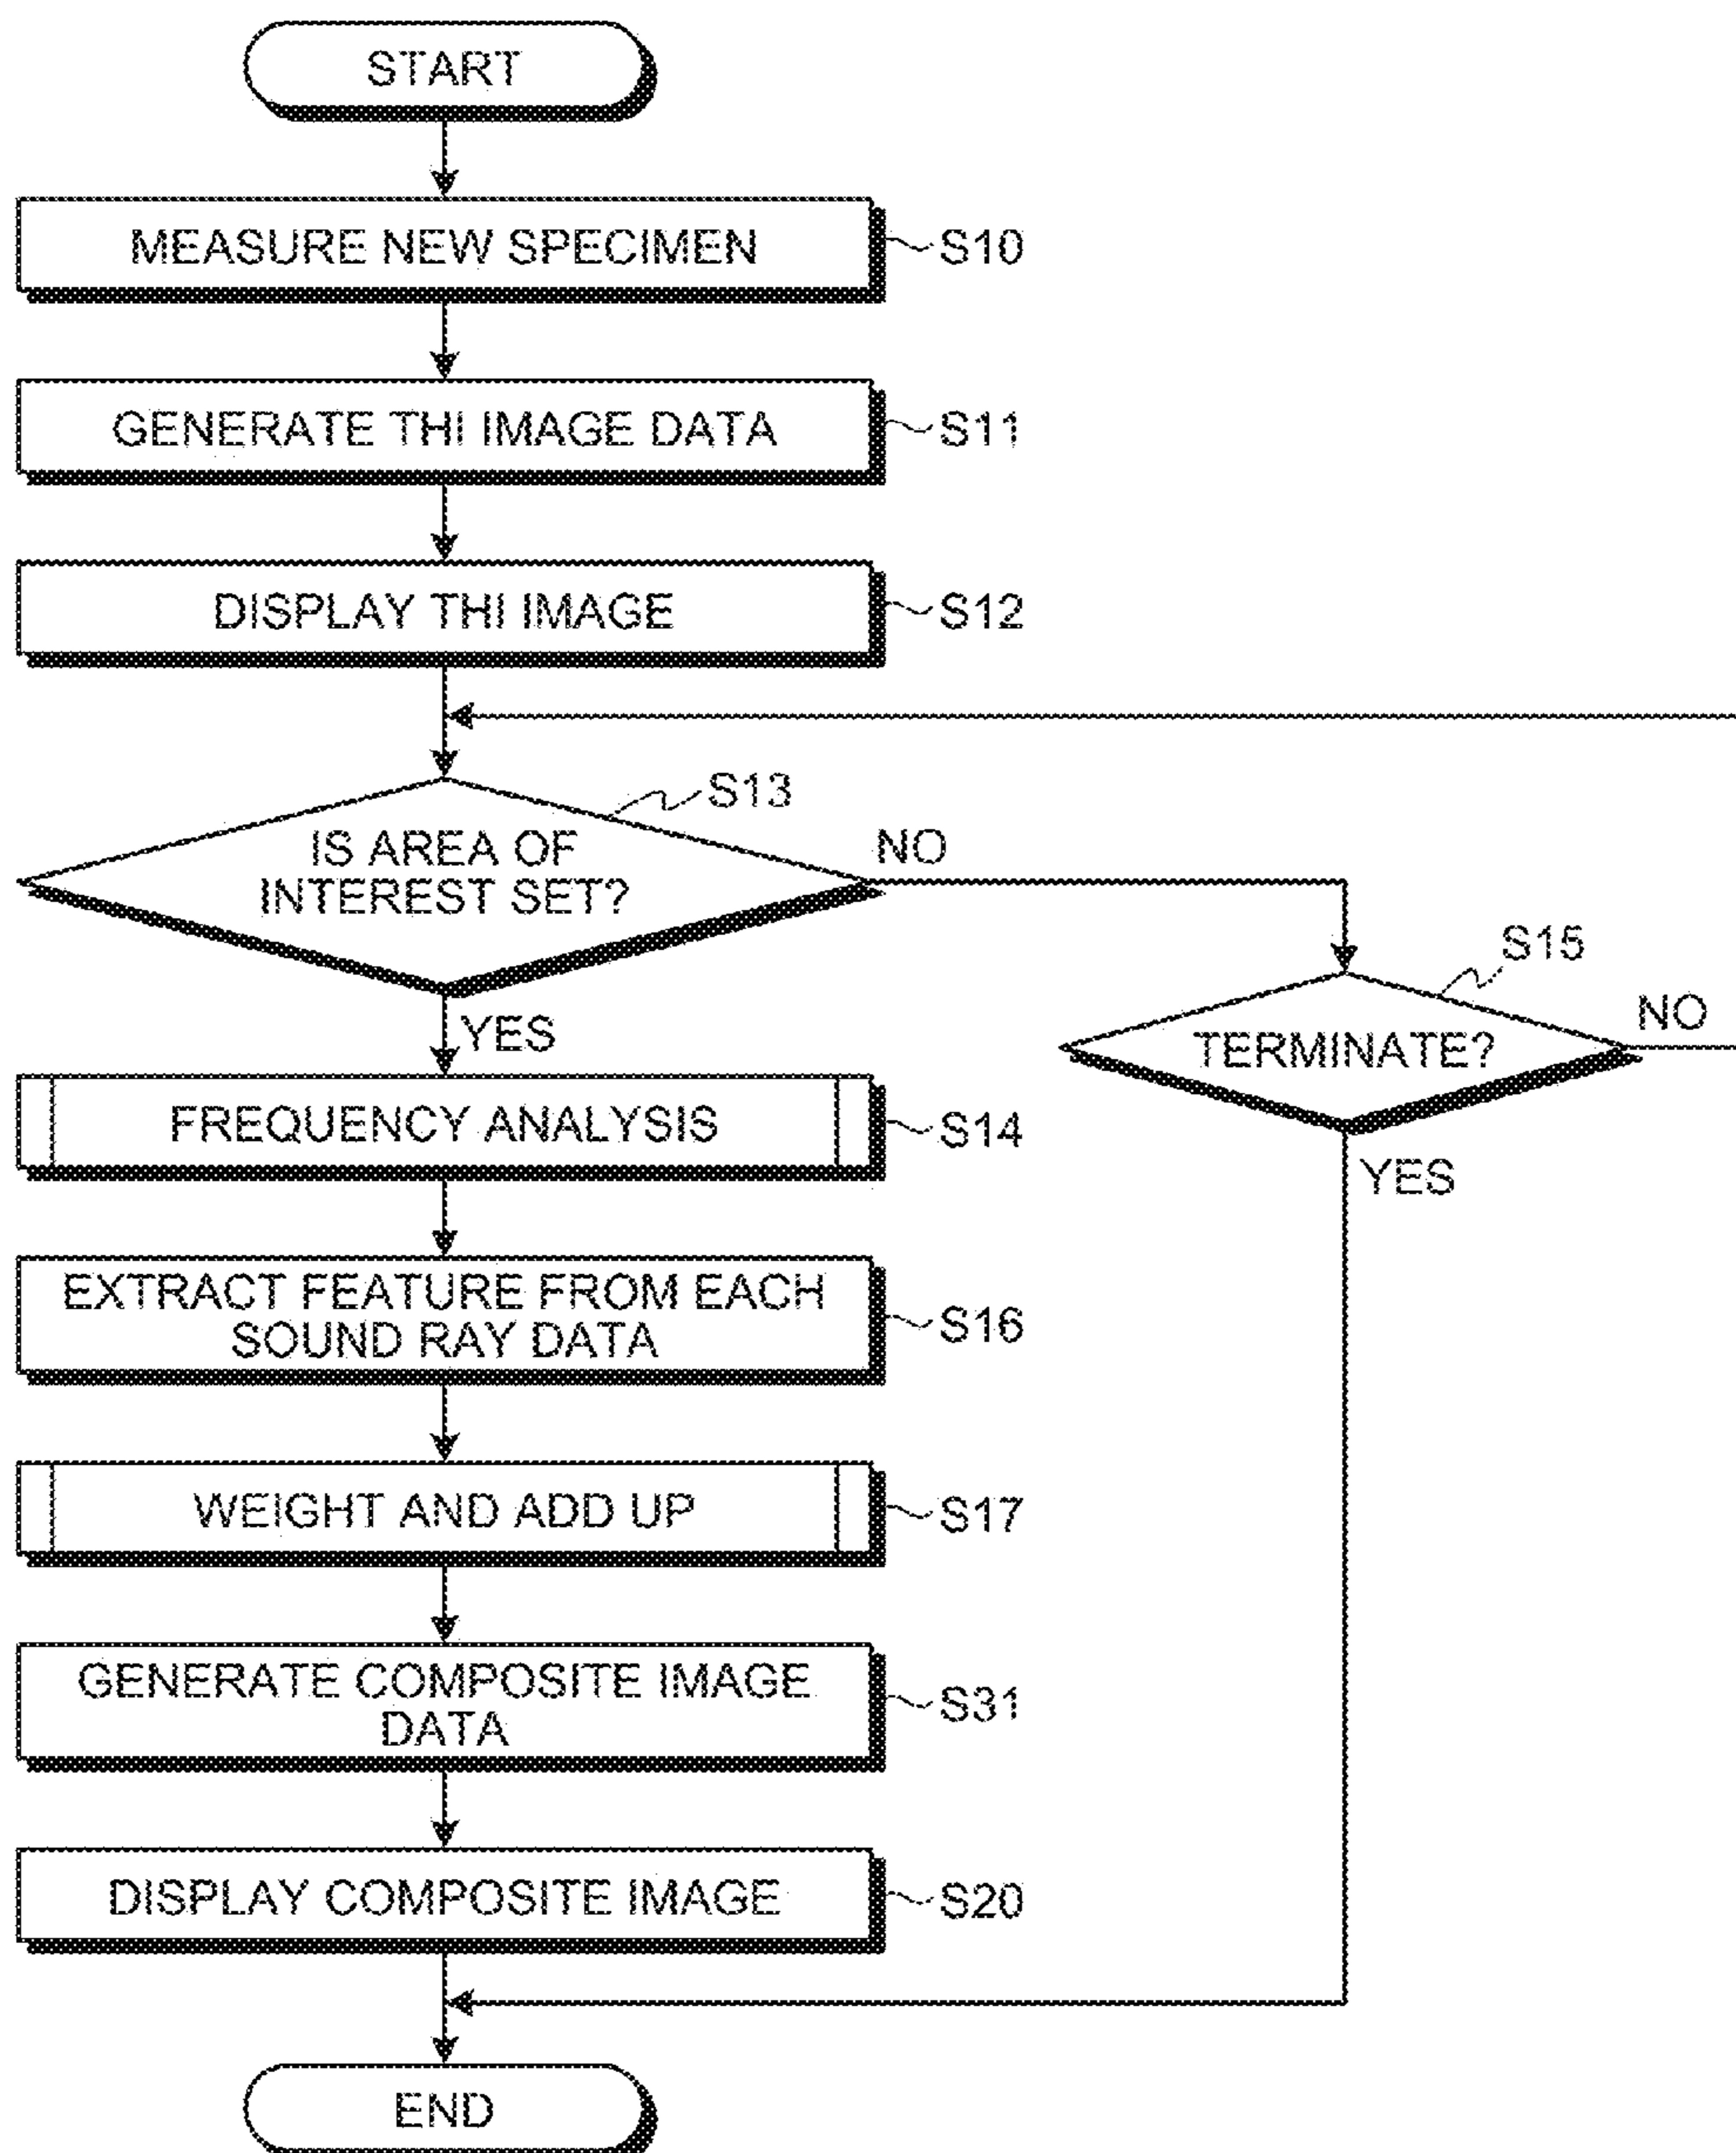 START
MEASURE NEW SPECIMEN
S10
GENERATE THI IMAGE DATA
S11
DISPLAY THI IMAGE
S12
S13
IS AREA OF
INTEREST SET?
NO
S15
TERMINATE?
NO
YES
YES
FREQUENCY ANALYSIS
S14
EXTRACT FEATURE FROM EACH
SOUND RAY DATA
S16
WEIGHT AND ADD UP
S17
GENERATE COMPOSITE IMAGE
DATA
S31
DISPLAY COMPOSITE IMAGE
S20
END